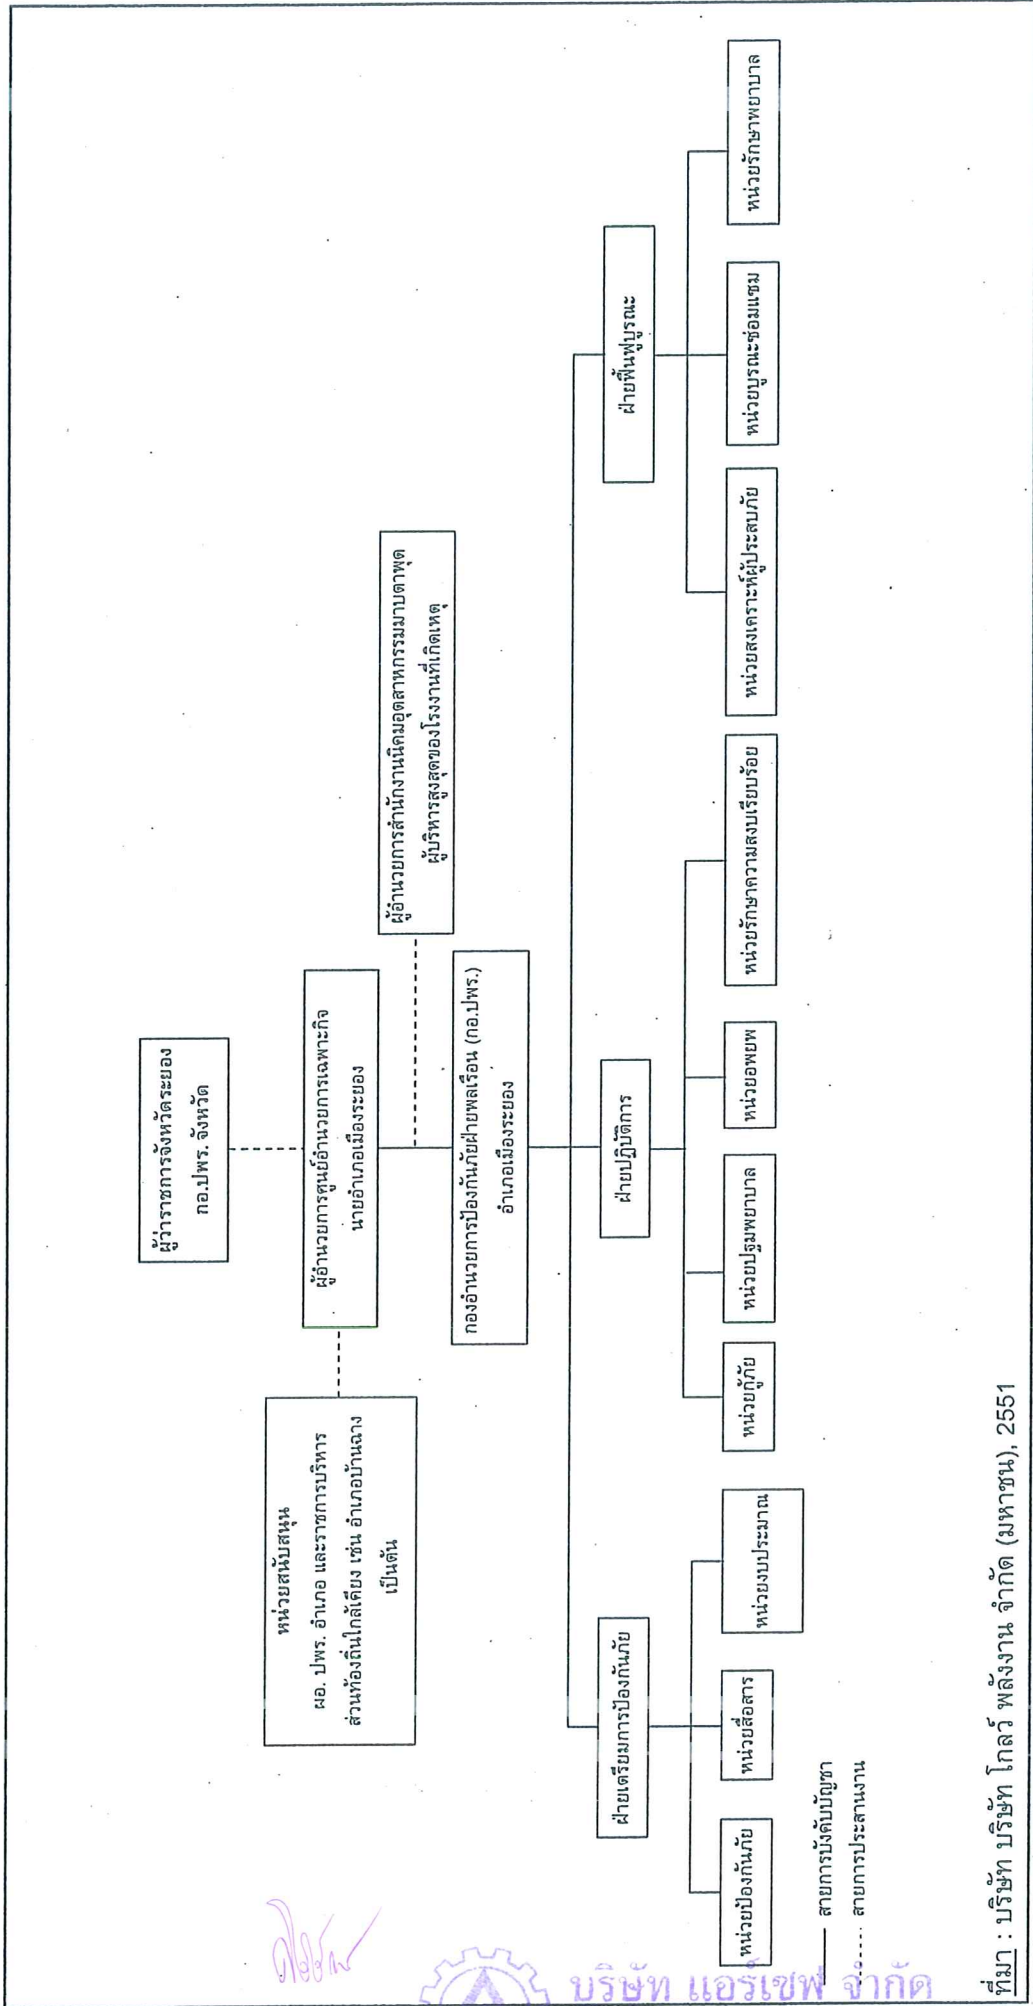 ผู้ว่าราชการจังหวัดระยอง
กอ.ปพร. จังหวัด
หน่วยสนับสนุน
ผอ. ปพร. อำเภอ และราชการบริหาร
ส่วนท้องถิ่นใกล้เคียง เช่น อำเภอบ้านฉาง
เป็นต้น
ผู้อำนวยการศูนย์อำนวยการเฉพาะกิจ
นายอำเภอเมืองระยอง
ผู้อำนวยการสำนักงานนิคมอุตสาหกรรมมาบตาพุด
ผู้บริหารสูงสุดของโรงงานที่เกิดเหตุ
กองอำนวยการป้องกันภัยฝ่ายพลเรือน (กอ.ปพร.)
อำเภอเมืองระยอง
ฝ่ายเตรียมการป้องกันภัย
ฝ่ายปฏิบัติการ
ฝ่ายฟื้นฟูบูรณะ
หน่วยป้องกันภัย
หน่วยสื่อสาร
หน่วยงบประมาณ
หน่วยกู้ภัย
หน่วยปฐมพยาบาล
หน่วยอพยพ
หน่วยรักษาความสงบเรียบร้อย
หน่วยสงเคราะห์ผู้ประสบภัย
หน่วยบูรณะซ่อมแซม
หน่วยรักษาพยาบาล
สายการบังคับบัญชา
สายการประสานงาน
ที่มา : บริษัท บริษัท โกลว์ พลังงาน จำกัด (มหาชน), 2551
บริษัท แอร์เซฟ จำกัด